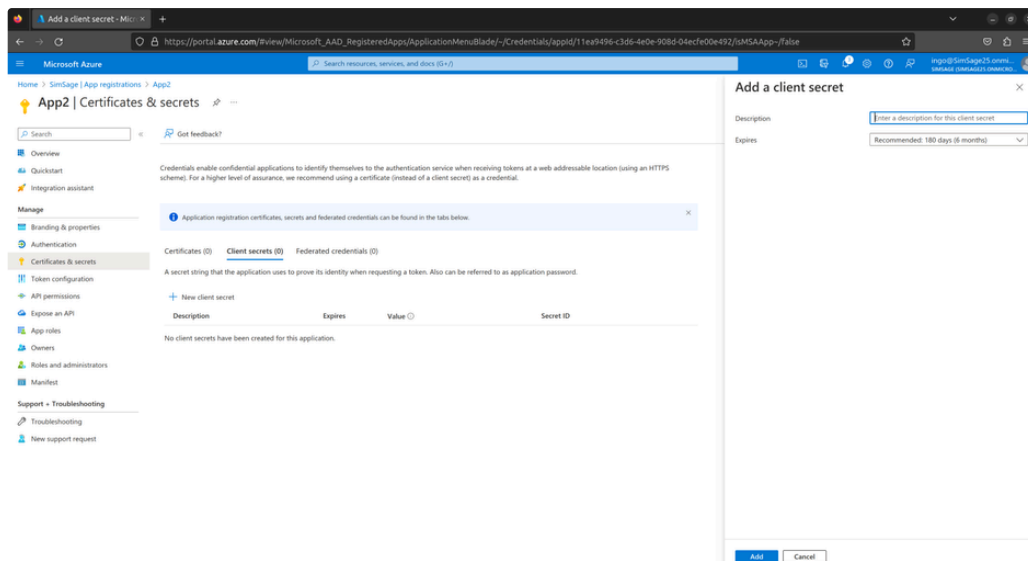 Add a client secret - Micr
https://portal.azure.com/#view/Microsoft_AAD_RegisteredApps/ApplicationMenuBlade/~/Credentials/appId/11ea9496-c3d6-4e0e-908d-04ecfe00e492/isMSAApp~/false
Microsoft Azure
Search resources, services, and docs (G+/)
ingo@SimSage25.onmi...
SIMSAGE (SIMSAGE25.ONMICRO...
Home > SimSage | App registrations > App2
App2 | Certificates & secrets
Search
Got feedback?
Overview
Quickstart
Integration assistant
Manage
Branding & properties
Authentication
Certificates & secrets
Token configuration
API permissions
Expose an API
App roles
Owners
Roles and administrators
Manifest
Support + Troubleshooting
Troubleshooting
New support request
Credentials enable confidential applications to identify themselves to the authentication service when receiving tokens at a web addressable location (using an HTTPS
scheme). For a higher level of assurance, we recommend using a certificate (instead of a client secret) as a credential.
Application registration certificates, secrets and federated credentials can be found in the tabs below.
Certificates (0) Client secrets (0) Federated credentials (0)
A secret string that the application uses to prove its identity when requesting a token. Also can be referred to as application password.
New client secret
Description Expires Value Secret ID
No client secrets have been created for this application.
Add a client secret
Description Enter a description for this client secret
Expires Recommended: 180 days (6 months)
Add Cancel